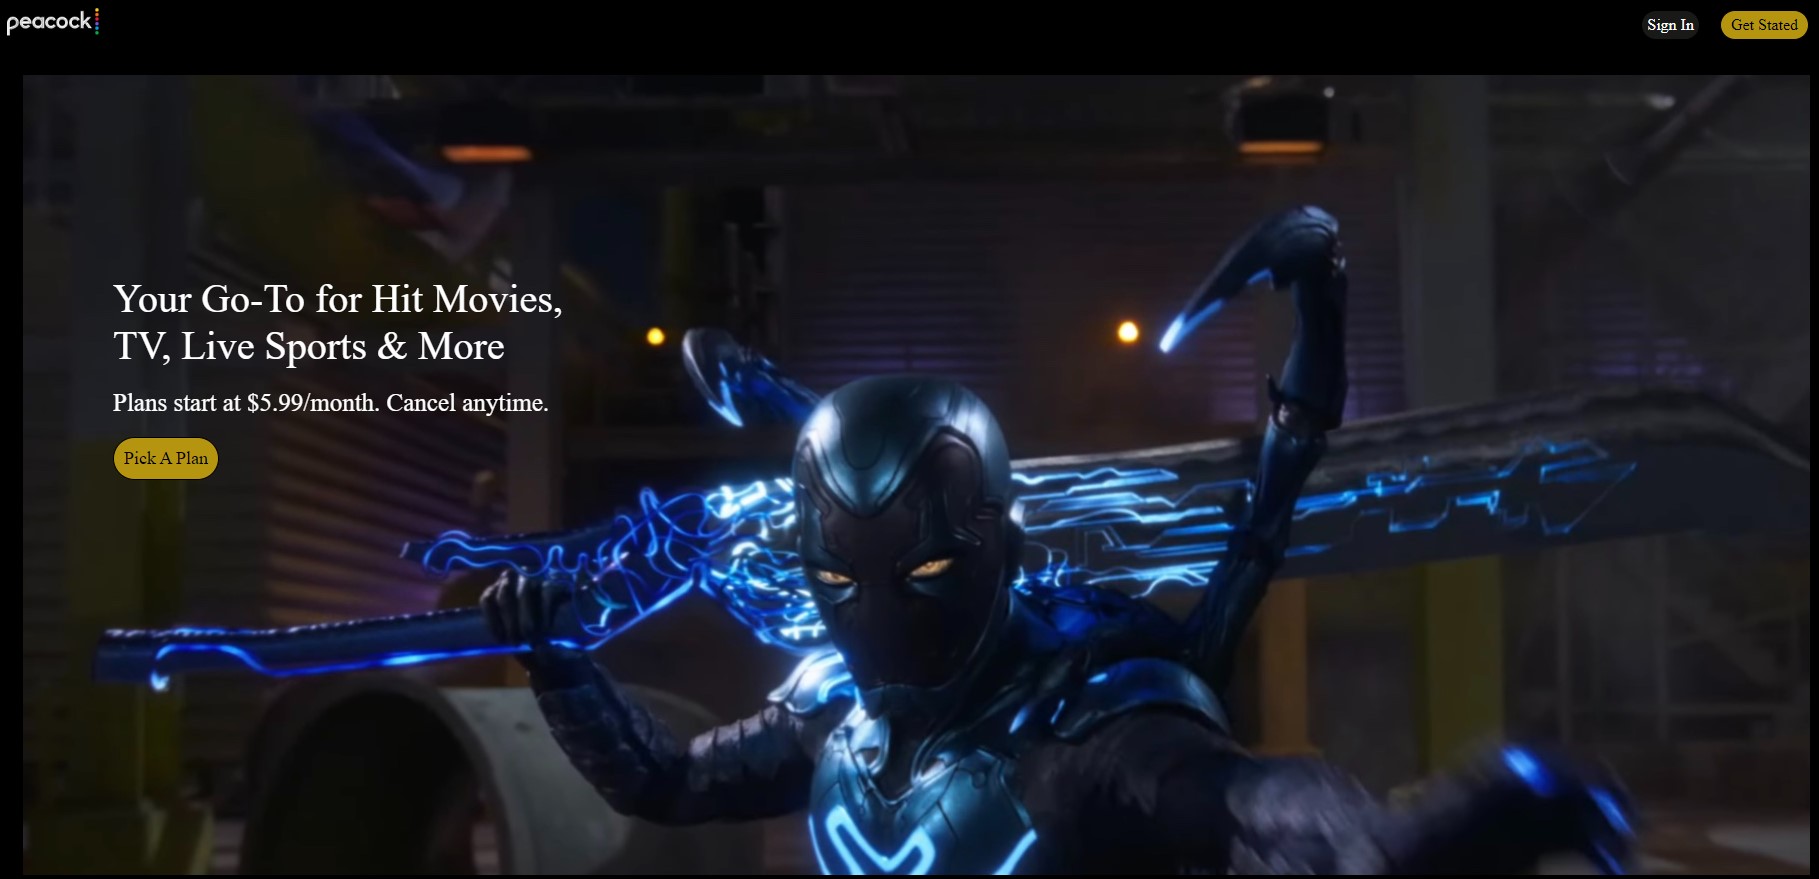 peacock
Sign In
Get Stated
Your Go-To for Hit Movies,
TV, Live Sports & More
Plans start at $5.99/month. Cancel anytime.
Pick A Plan